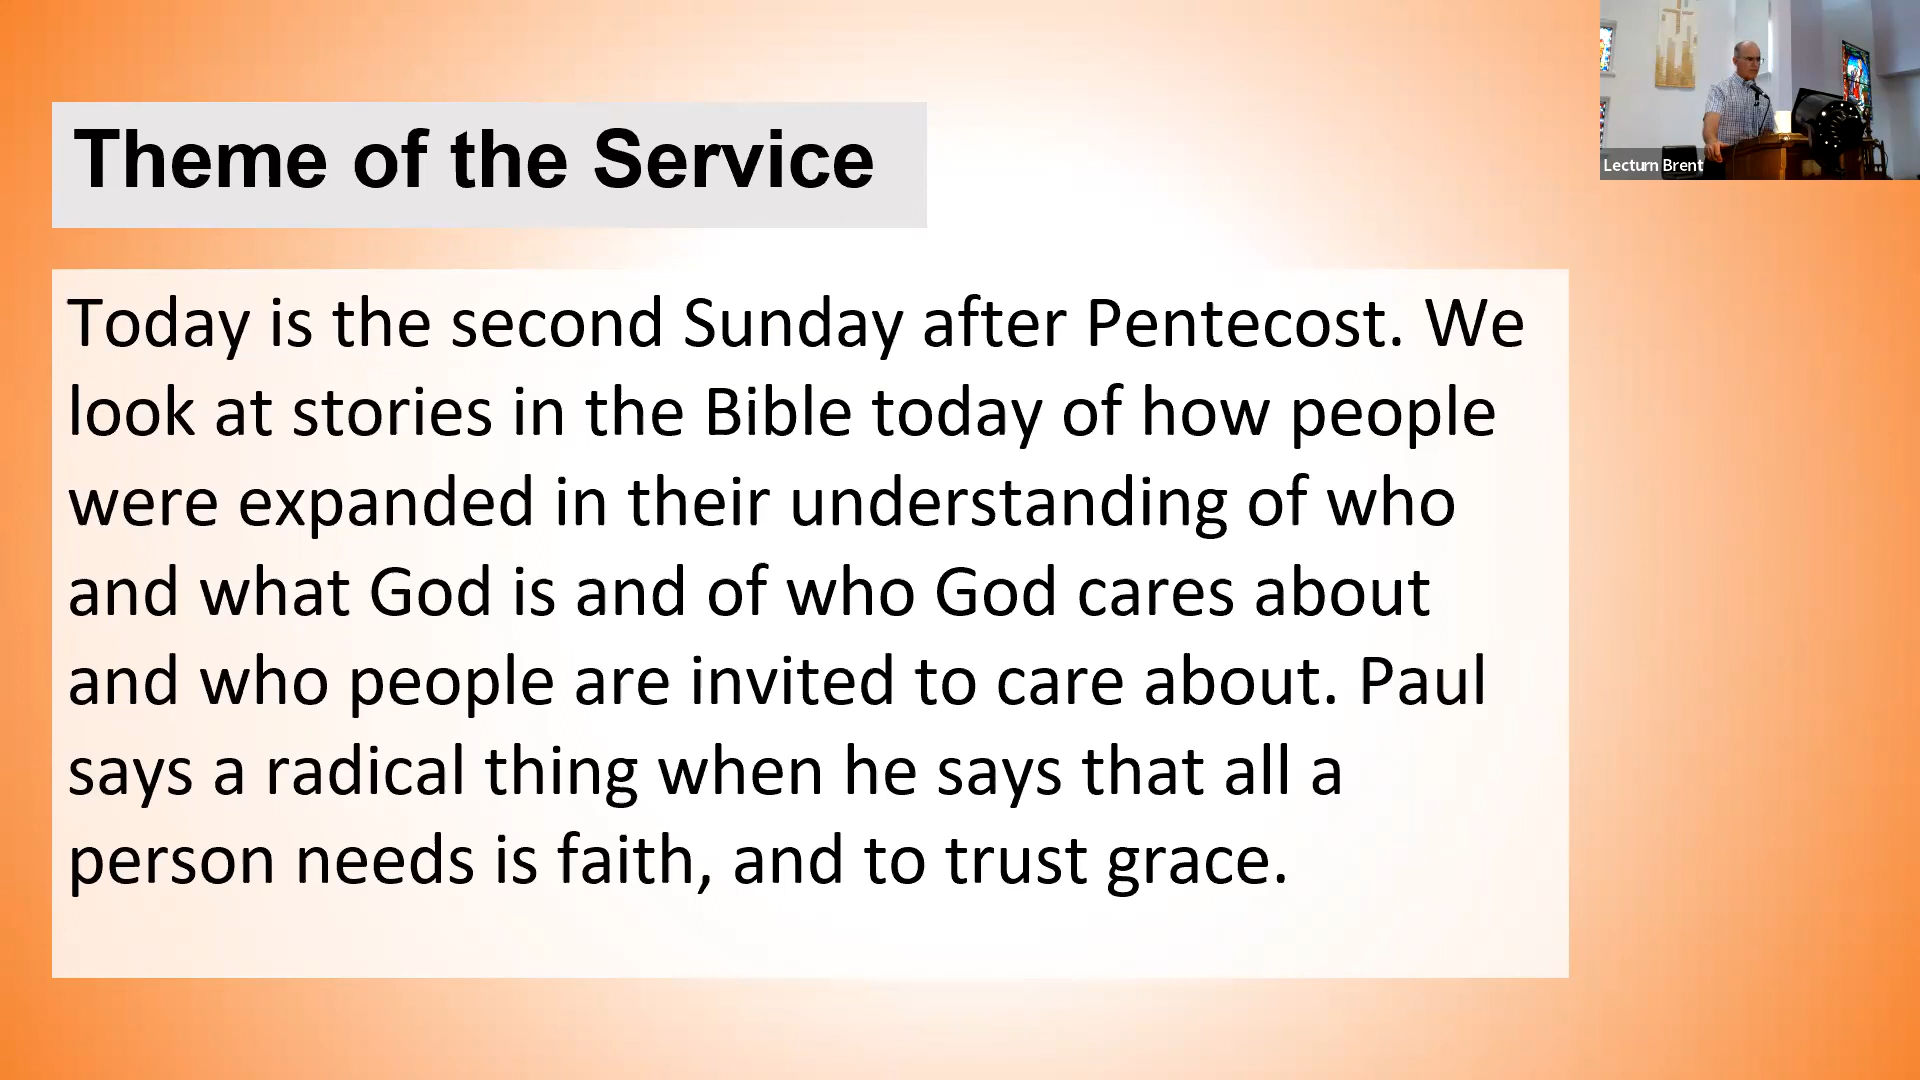 Theme of the Service
Today is the second Sunday after Pentecost. We
look at stories in the Bible today of how people
were expanded in their understanding of who
and what God is and of who God cares about
and who people are invited to care about. Paul
says a radical thing when he says that all a
person needs is faith, and to trust grace.
Lecturn Brent